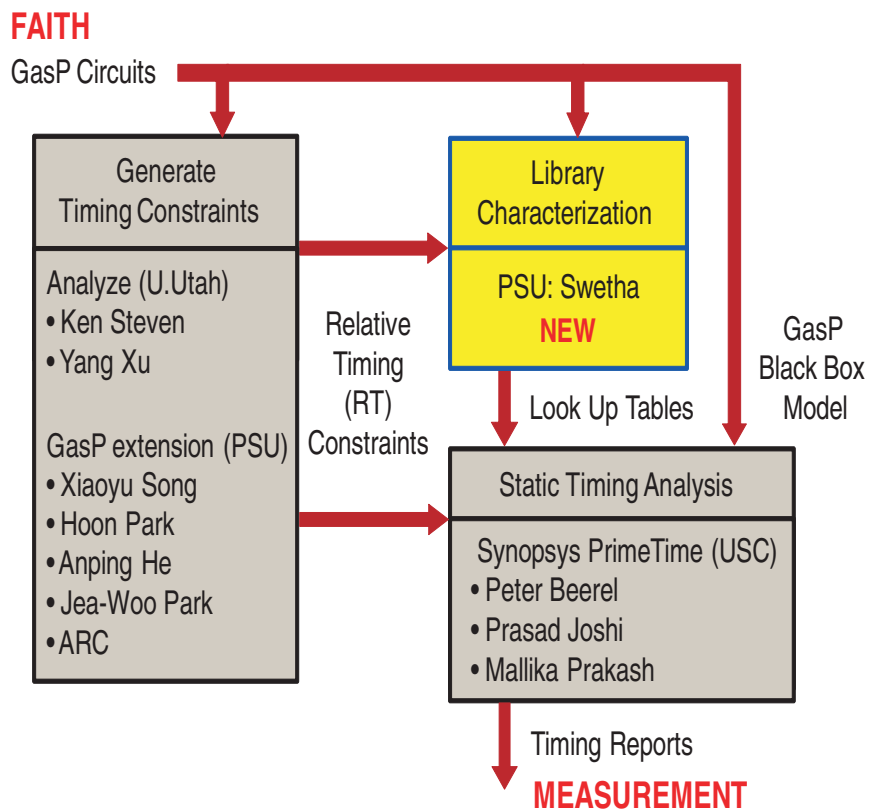 FAITH
GasP Circuits
Generate
Timing Constraints
Analyze (U.Utah)
• Ken Steven
• Yang Xu
GasP extension (PSU)
• Xiaoyu Song
• Hoon Park
• Anping He
• Jea-Woo Park
• ARC
Relative
Timing
(RT)
Constraints
Library
Characterization
PSU: Swetha
NEW
Look Up Tables
GasP
Black Box
Model
Static Timing Analysis
Synopsys PrimeTime (USC)
• Peter Beerel
• Prasad Joshi
• Mallika Prakash
Timing Reports
MEASUREMENT